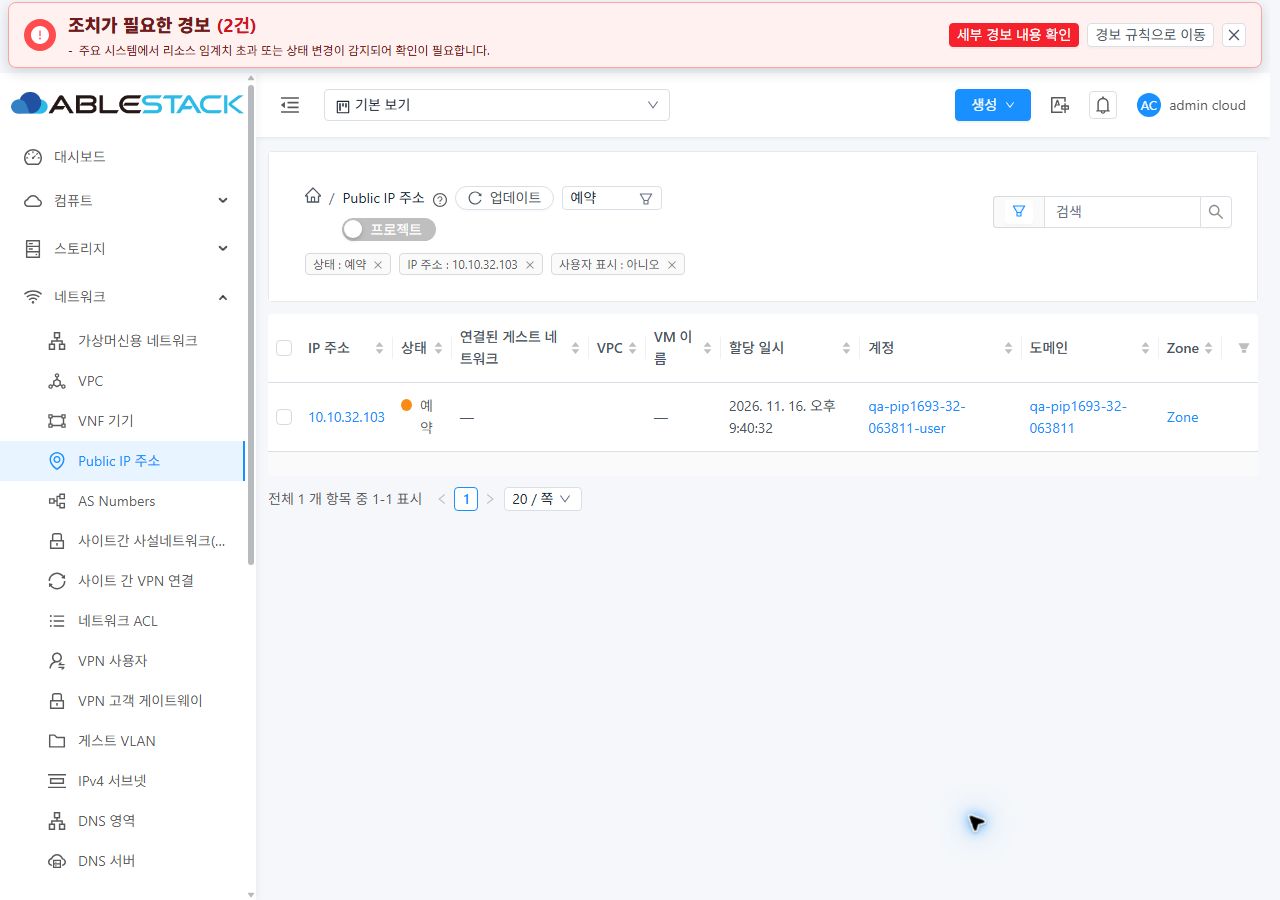 조치가 필요한 경보 (2건)
- 주요 시스템에서 리소스 임계치 초과 또는 상태 변경이 감지되어 확인이 필요합니다.
세부 경보 내용 확인
경보 규칙으로 이동
ABLESTACK
기본 보기
생성
AC
admin cloud
대시보드
컴퓨트
스토리지
네트워크
가상머신용 네트워크
VPC
VNF 기기
Public IP 주소
AS Numbers
사이트간 사설네트워크(...
사이트 간 VPN 연결
네트워크 ACL
VPN 사용자
VPN 고객 게이트웨이
게스트 VLAN
IPv4 서브넷
DNS 영역
DNS 서버
/ Public IP 주소
업데이트
예약
프로젝트
검색
상태 : 예약
IP 주소 : 10.10.32.103
사용자 표시 : 아니오
IP 주소
상태
연결된 게스트 네
트워크
VPC
VM 이
름
할당 일시
계정
도메인
Zone
10.10.32.103
예
약
—
—
2026. 11. 16. 오후
9:40:32
qa-pip1693-32-
063811-user
qa-pip1693-32-
063811
Zone
전체 1 개 항목 중 1-1 표시
1
20 / 쪽